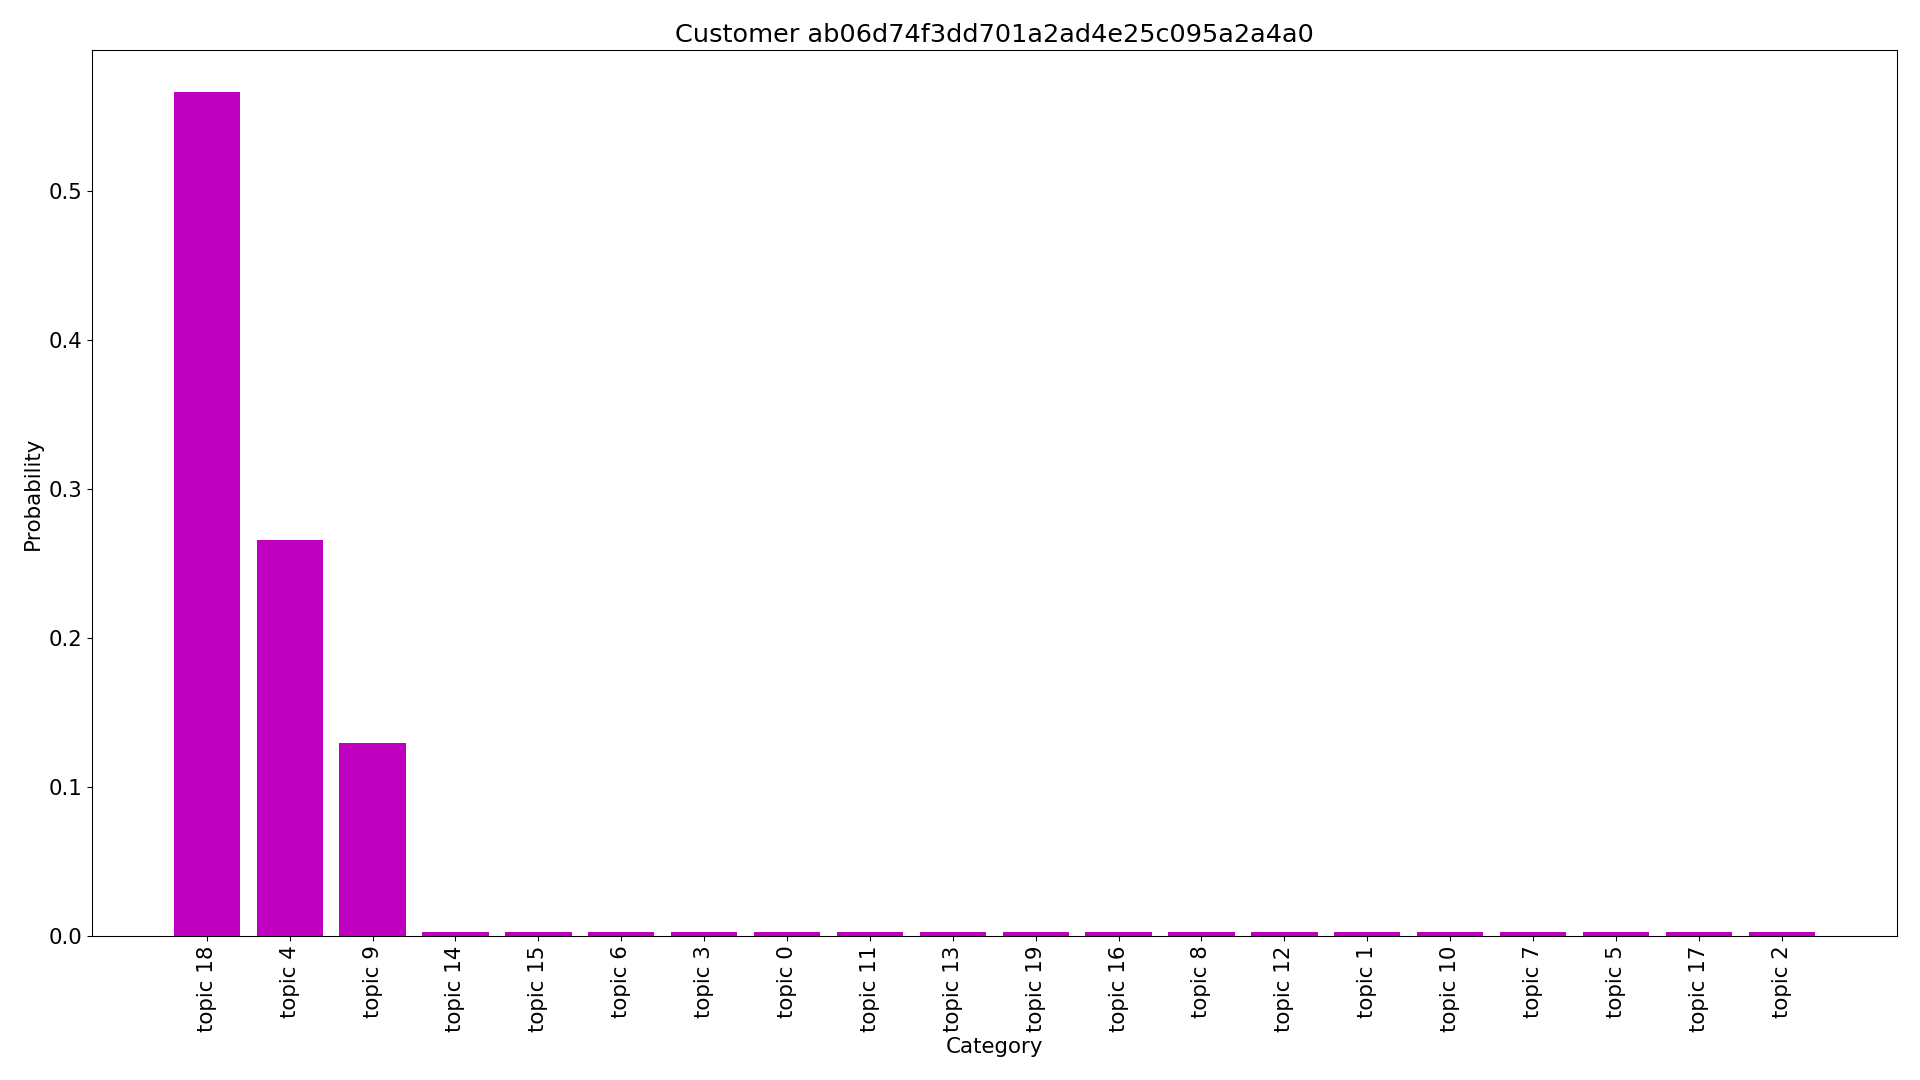 Customer ab06d74f3dd701a2ad4e25c095a2a4a0
Probability
0.5
0.4
0.3
0.2
0.1
0.0
topic 18
topic 4
topic 9
topic 14
topic 15
topic 6
topic 3
topic 0
topic 11
topic 13
topic 19
topic 16
topic 8
topic 12
topic 1
topic 10
topic 7
topic 5
topic 17
topic 2
Category